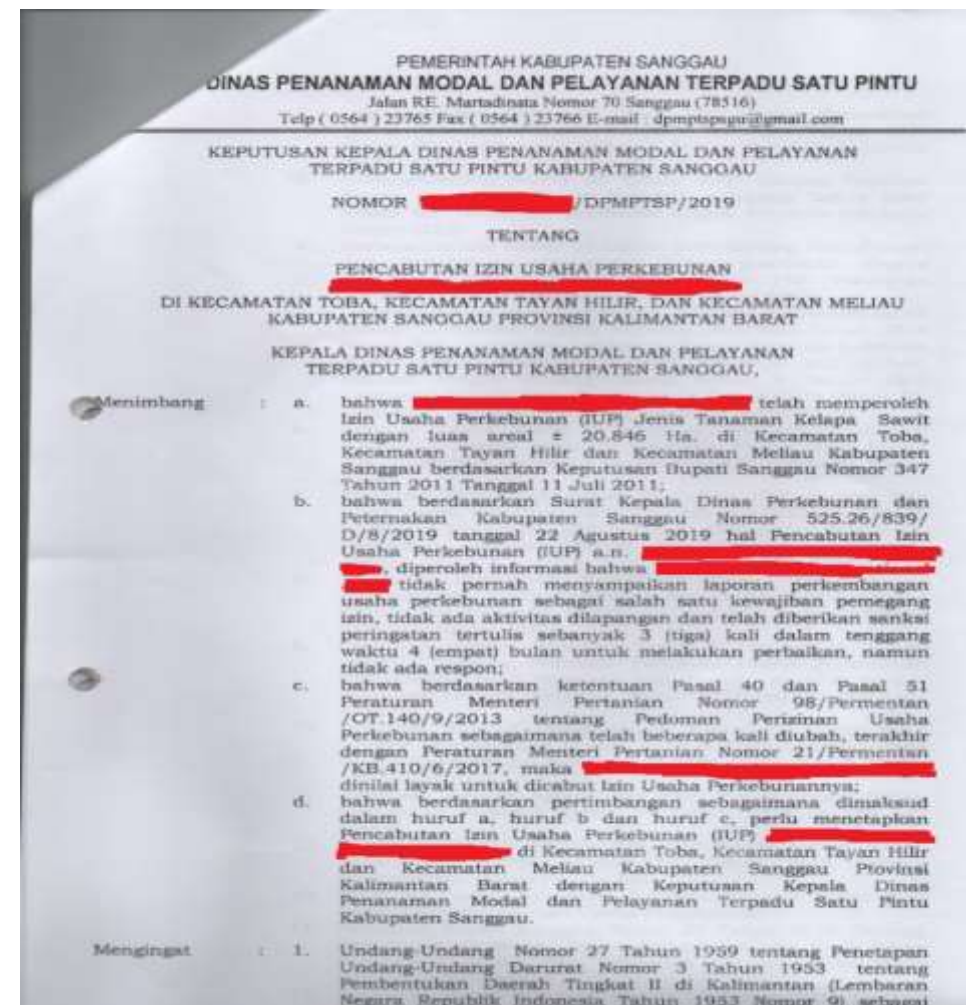 PEMERINTAH KABUPATEN SANGGAU
DINAS PENANAMAN MODAL DAN PELAYANAN TERPADU SATU PINTU
Jalan RE. Martadinata Nomor 70 Sanggau (78516)
Telp ( 0564 ) 23765 Fax ( 0564 ) 23766 E-mail : dpmptspsgu@gmail.com
KEPUTUSAN KEPALA DINAS PENANAMAN MODAL DAN PELAYANAN
TERPADU SATU PINTU KABUPATEN SANGGAU
NOMOR /DPMPTSP/2019
TENTANG
PENCABUTAN IZIN USAHA PERKEBUNAN
DI KECAMATAN TOBA, KECAMATAN TAYAN HILIR, DAN KECAMATAN MELIAU
KABUPATEN SANGGAU PROVINSI KALIMANTAN BARAT
KEPALA DINAS PENANAMAN MODAL DAN PELAYANAN
TERPADU SATU PINTU KABUPATEN SANGGAU,
Menimbang : a. bahwa telah memperoleh
Izin Usaha Perkebunan (IUP) Jenis Tanaman Kelapa Sawit
dengan luas areal ± 20.846 Ha. di Kecamatan Toba,
Kecamatan Tayan Hilir dan Kecamatan Meliau Kabupaten
Sanggau berdasarkan Keputusan Bupati Sanggau Nomor 347
Tahun 2011 Tanggal 11 Juli 2011;
b. bahwa berdasarkan Surat Kepala Dinas Perkebunan dan
Peternakan Kabupaten Sanggau Nomor 525.26/839/
D/8/2019 tanggal 22 Agustus 2019 hal Pencabutan Izin
Usaha Perkebunan (IUP) a.n.
, diperoleh informasi bahwa
tidak pernah menyampaikan laporan perkembangan
usaha perkebunan sebagai salah satu kewajiban pemegang
izin, tidak ada aktivitas dilapangan dan telah diberikan sanksi
peringatan tertulis sebanyak 3 (tiga) kali dalam tenggang
waktu 4 (empat) bulan untuk melakukan perbaikan, namun
tidak ada respon;
c. bahwa berdasarkan ketentuan Pasal 40 dan Pasal 51
Peraturan Menteri Pertanian Nomor 98/Permentan
/OT.140/9/2013 tentang Pedoman Perizinan Usaha
Perkebunan sebagaimana telah beberapa kali diubah, terakhir
dengan Peraturan Menteri Pertanian Nomor 21/Permentan
/KB.410/6/2017, maka
dinilai layak untuk dicabut Izin Usaha Perkebunannya;
d. bahwa berdasarkan pertimbangan sebagaimana dimaksud
dalam huruf a, huruf b dan huruf c, perlu menetapkan
Pencabutan Izin Usaha Perkebunan (IUP)
di Kecamatan Toba, Kecamatan Tayan Hilir
dan Kecamatan Meliau Kabupaten Sanggau Provinsi
Kalimantan Barat dengan Keputusan Kepala Dinas
Penanaman Modal dan Pelayanan Terpadu Satu Pintu
Kabupaten Sanggau.
Mengingat : 1. Undang-Undang Nomor 27 Tahun 1959 tentang Penetapan
Undang-Undang Darurat Nomor 3 Tahun 1953 tentang
Pembentukan Daerah Tingkat II di Kalimantan (Lembaran
Negara Republik Indonesia Tahun 1953 Nomor 9) sebagai